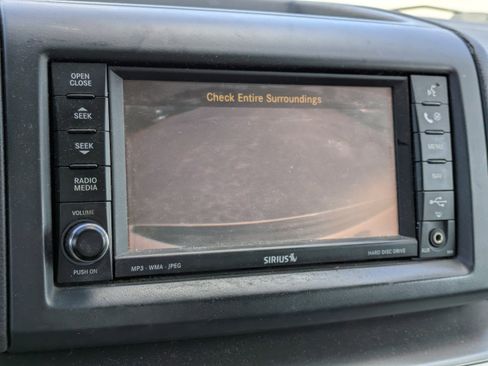 OPEN
CLOSE
SEEK
SEEK
RADIO
MEDIA
VOLUME
PUSH ON
Check Entire Surroundings
MP3 · WMA · JPEG
SIRIUS
HARD DISC DRIVE
MENU
NAV
AUX